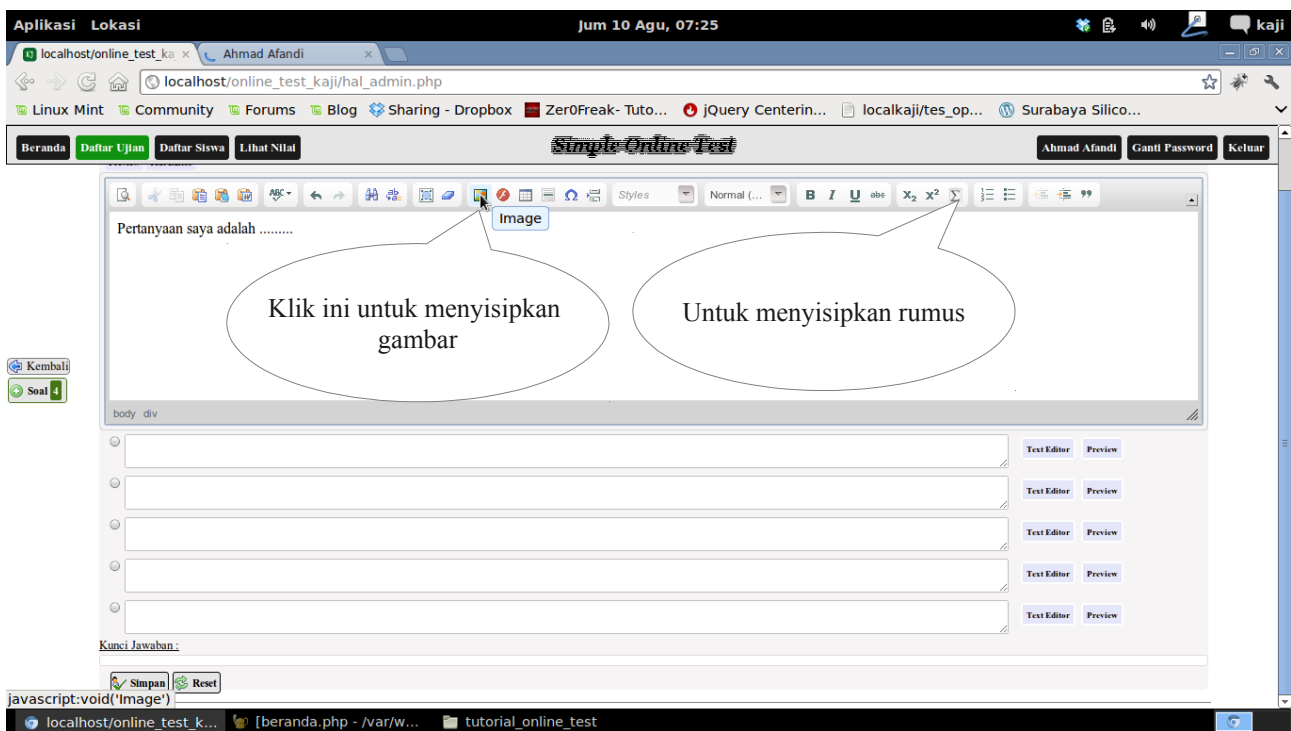 Aplikasi Lokasi
Jum 10 Agu, 07:25
kaji
localhost/online_test_ka
Ahmad Afandi
localhost/online_test_kaji/hal_admin.php
Linux Mint Community Forums Blog Sharing - Dropbox Zer0Freak- Tuto... jQuery Centerin... localkaji/tes_op... Surabaya Silico...
Beranda Daftar Ujian Daftar Siswa Lihat Nilai
Simple Online Test
Ahmad Afandi Ganti Password Keluar
ABC
Styles
Normal (...
B I U abc X₂ X² Σ
Image
Pertanyaan saya adalah .........
Klik ini untuk menyisipkan
gambar
Untuk menyisipkan rumus
Kembali
Soal 4
body div
Text Editor Preview
Text Editor Preview
Text Editor Preview
Text Editor Preview
Text Editor Preview
Kunci Jawaban :
Simpan Reset
javascript:void('Image')
localhost/online_test_k... [beranda.php - /var/w... tutorial_online_test